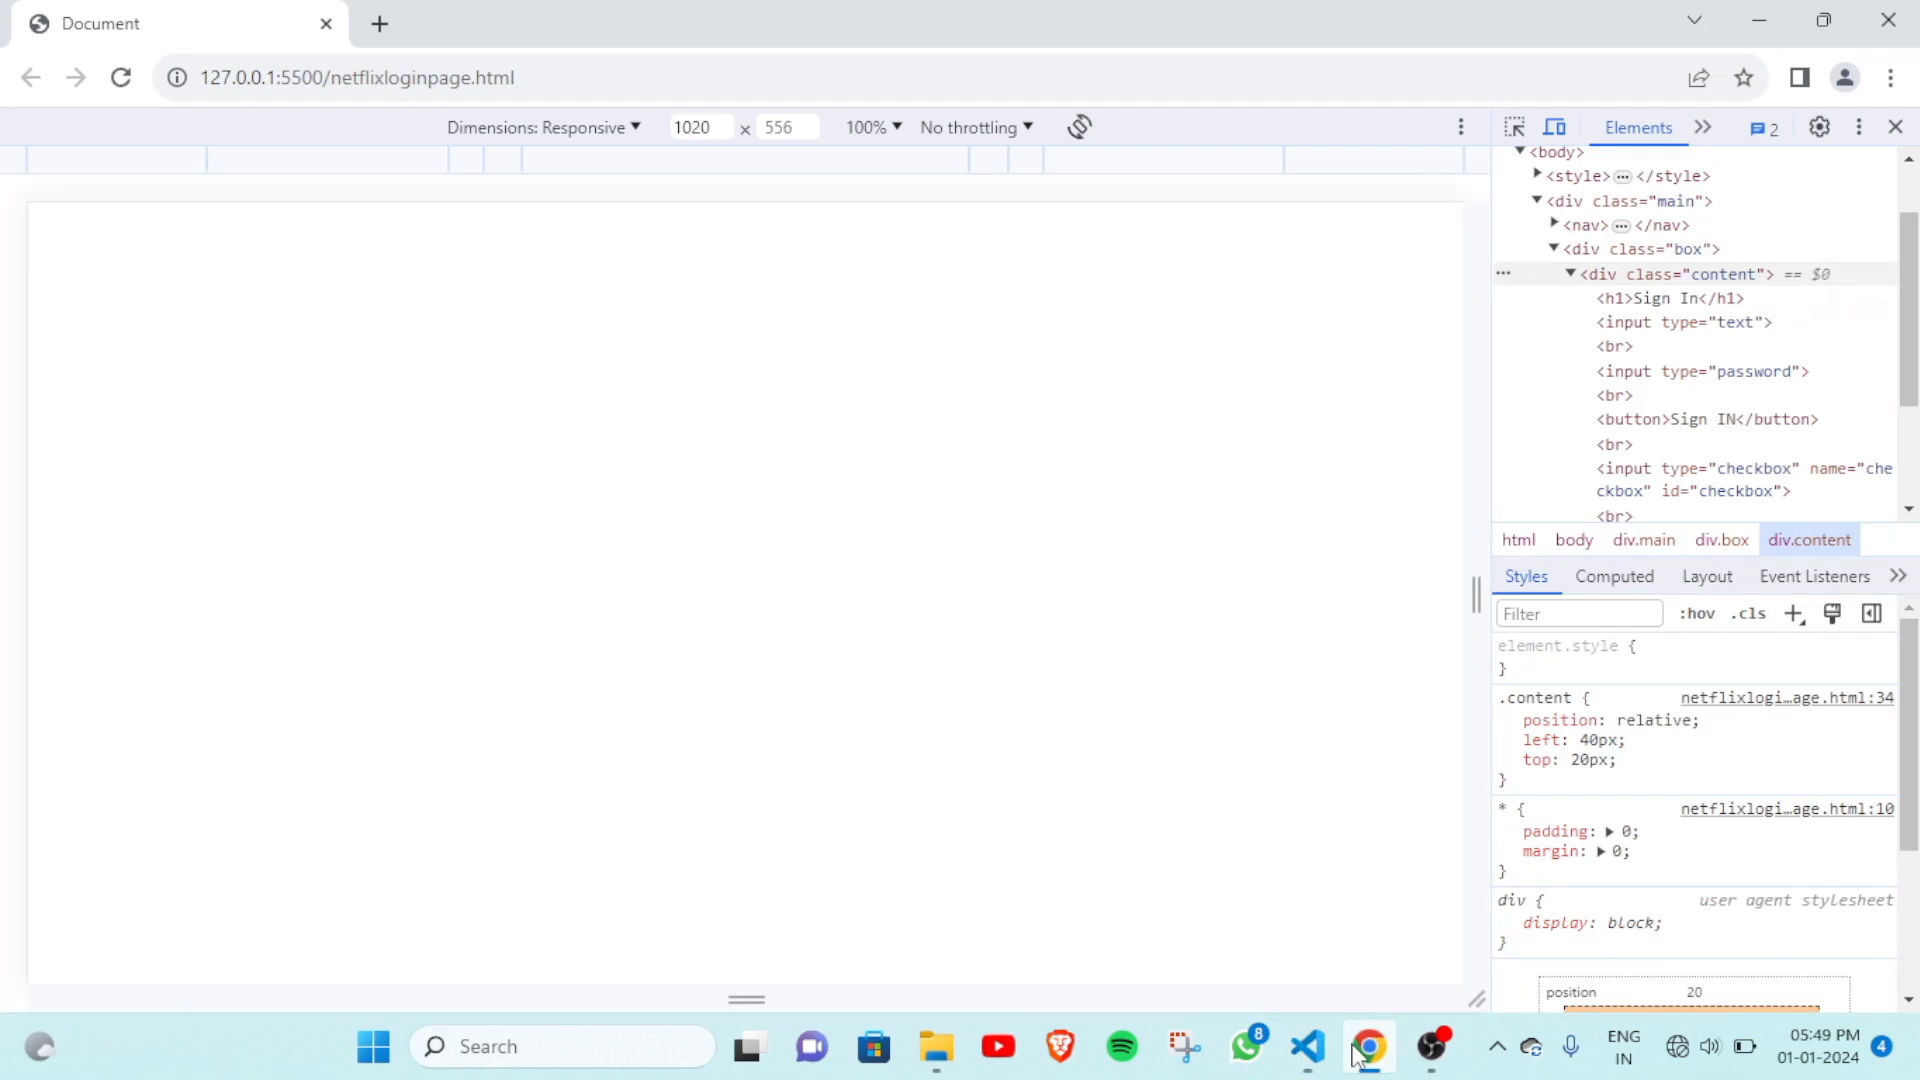 Document
127.0.0.1:5500/netflixloginpage.html
Dimensions: Responsive 1020 x 556 100% No throttling
Elements 2
<body>
<style> </style>
<div class="main">
<nav> </nav>
<div class="box">
<div class="content"> == $0
<h1>Sign In</h1>
<input type="text">
<br>
<input type="password">
<br>
<button>Sign IN</button>
<br>
<input type="checkbox" name="che
ckbox" id="checkbox">
<br>
html body div.main div.box div.content
Styles Computed Layout Event Listeners
Filter :hov .cls
element.style {
}
.content { netflixlogi…age.html:34
position: relative;
left: 40px;
top: 20px;
}
* { netflixlogi…age.html:10
padding: 0;
margin: 0;
}
div { user agent stylesheet
display: block;
}
position 20
Search
8
ENG
IN
05:49 PM
01-01-2024
4